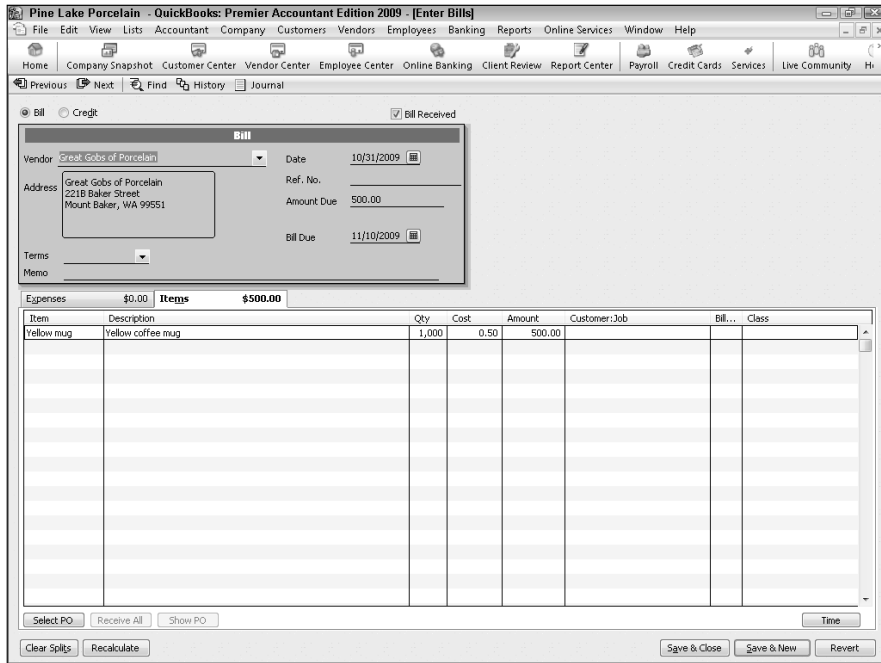 Pine Lake Porcelain - QuickBooks: Premier Accountant Edition 2009 - [Enter Bills]
File Edit View Lists Accountant Company Customers Vendors Employees Banking Reports Online Services Window Help
Home Company Snapshot Customer Center Vendor Center Employee Center Online Banking Client Review Report Center Payroll Credit Cards Services Live Community
Previous Next Find History Journal
Bill Credit Bill Received
Bill
Vendor Great Gobs of Porcelain Date 10/31/2009
Ref. No.
Address Great Gobs of Porcelain
221B Baker Street
Mount Baker, WA 99551
Amount Due 500.00
Bill Due 11/10/2009
Terms
Memo
Expenses $0.00 Items $500.00
Item Description Qty Cost Amount Customer:Job Bill... Class
Yellow mug Yellow coffee mug 1,000 0.50 500.00
Select PO Receive All Show PO Time
Clear Splits Recalculate Save & Close Save & New Revert